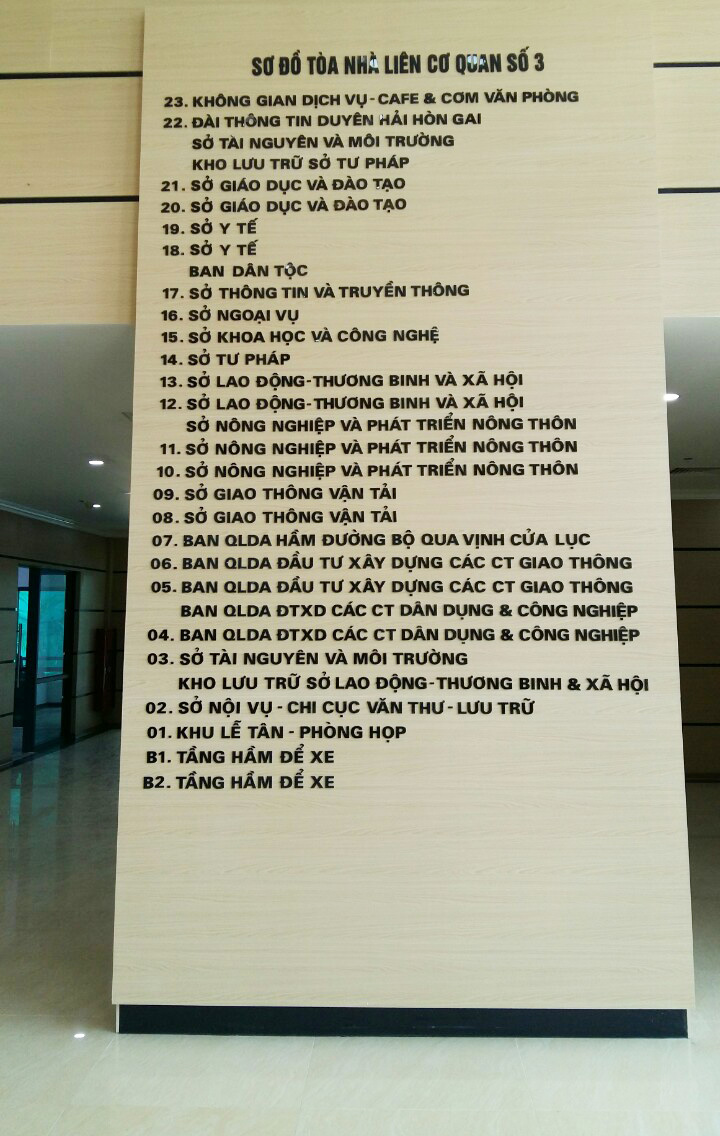 SƠ ĐỒ TÒA NHÀ LIÊN CƠ QUAN SỐ 3
23. KHÔNG GIAN DỊCH VỤ - CAFE & CƠM VĂN PHÒNG
22. ĐÀI THÔNG TIN DUYÊN HẢI HÒN GAI
SỞ TÀI NGUYÊN VÀ MÔI TRƯỜNG
KHO LƯU TRỮ SỞ TƯ PHÁP
21. SỞ GIÁO DỤC VÀ ĐÀO TẠO
20. SỞ GIÁO DỤC VÀ ĐÀO TẠO
19. SỞ Y TẾ
18. SỞ Y TẾ
BAN DÂN TỘC
17. SỞ THÔNG TIN VÀ TRUYỀN THÔNG
16. SỞ NGOẠI VỤ
15. SỞ KHOA HỌC VÀ CÔNG NGHỆ
14. SỞ TƯ PHÁP
13. SỞ LAO ĐỘNG-THƯƠNG BINH VÀ XÃ HỘI
12. SỞ LAO ĐỘNG-THƯƠNG BINH VÀ XÃ HỘI
SỞ NÔNG NGHIỆP VÀ PHÁT TRIỂN NÔNG THÔN
11. SỞ NÔNG NGHIỆP VÀ PHÁT TRIỂN NÔNG THÔN
10. SỞ NÔNG NGHIỆP VÀ PHÁT TRIỂN NÔNG THÔN
09. SỞ GIAO THÔNG VẬN TẢI
08. SỞ GIAO THÔNG VẬN TẢI
07. BAN QLDA HẦM ĐƯỜNG BỘ QUA VỊNH CỬA LỤC
06. BAN QLDA ĐẦU TƯ XÂY DỰNG CÁC CT GIAO THÔNG
05. BAN QLDA ĐẦU TƯ XÂY DỰNG CÁC CT GIAO THÔNG
BAN QLDA ĐTXD CÁC CT DÂN DỤNG & CÔNG NGHIỆP
04. BAN QLDA ĐTXD CÁC CT DÂN DỤNG & CÔNG NGHIỆP
03. SỞ TÀI NGUYÊN VÀ MÔI TRƯỜNG
KHO LƯU TRỮ SỞ LAO ĐỘNG-THƯƠNG BINH & XÃ HỘI
02. SỞ NỘI VỤ - CHI CỤC VĂN THƯ - LƯU TRỮ
01. KHU LỄ TÂN - PHÒNG HỌP
B1. TẦNG HẦM ĐỂ XE
B2. TẦNG HẦM ĐỂ XE